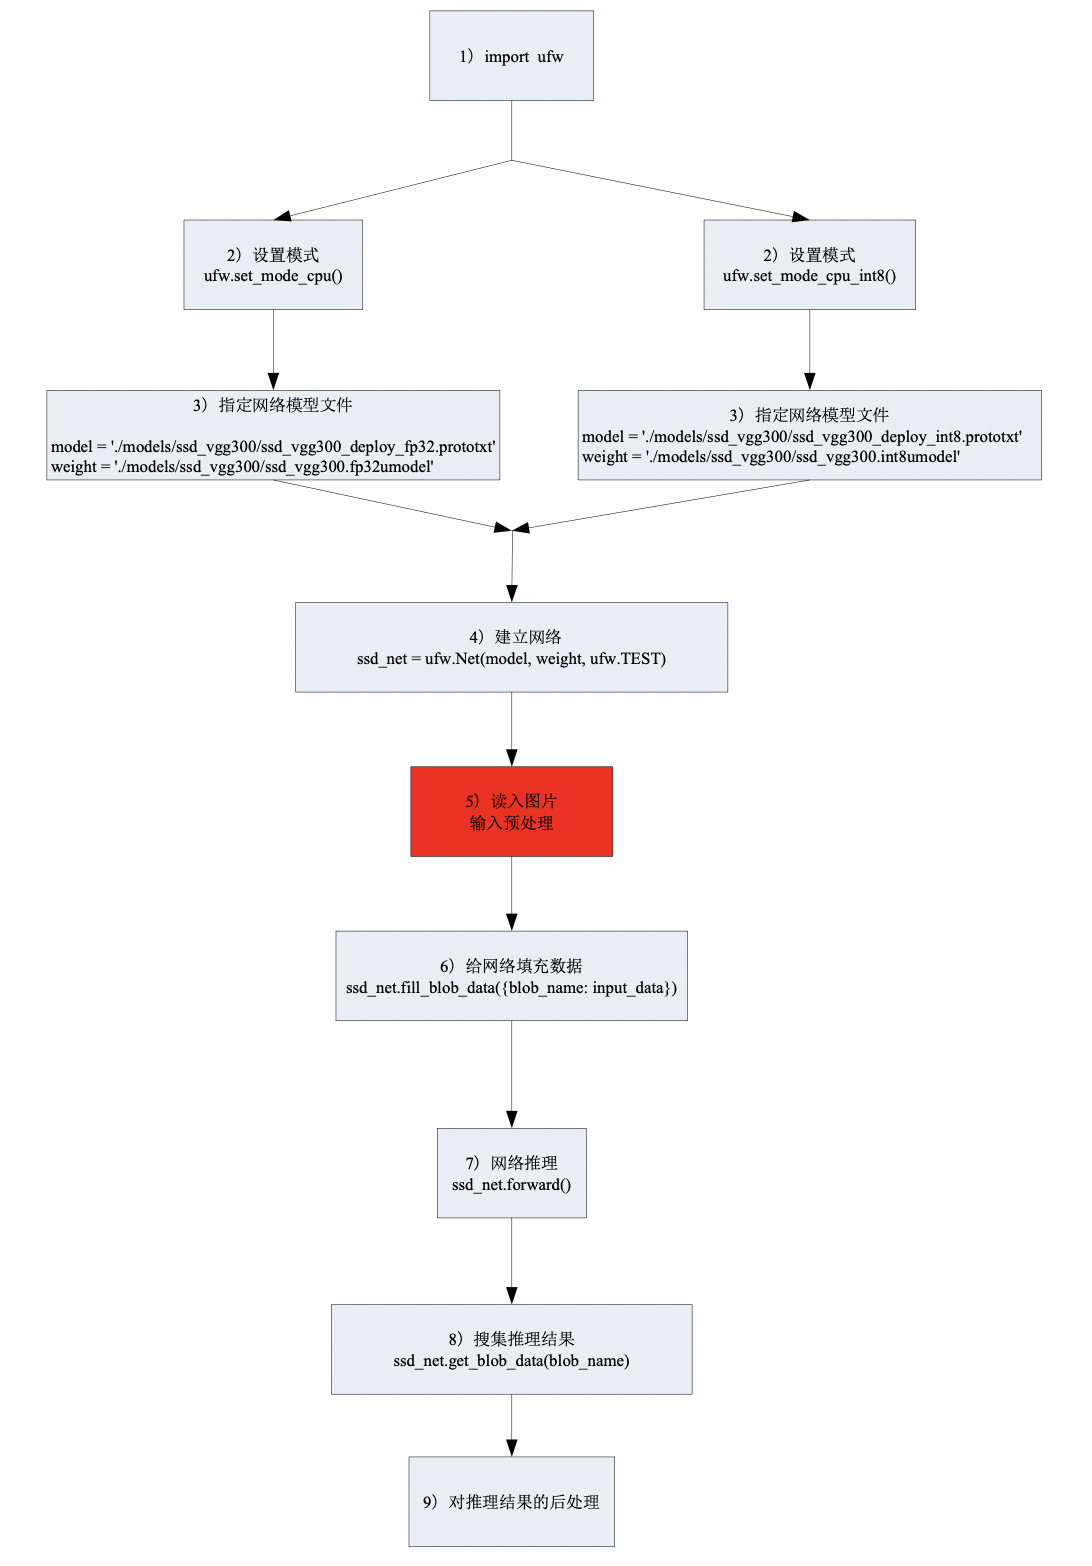 1）import ufw
2）设置模式
ufw.set_mode_cpu()
2）设置模式
ufw.set_mode_cpu_int8()
3）指定网络模型文件
model = './models/ssd_vgg300/ssd_vgg300_deploy_fp32.prototxt'
weight = './models/ssd_vgg300/ssd_vgg300.fp32umodel'
3）指定网络模型文件
model = './models/ssd_vgg300/ssd_vgg300_deploy_int8.prototxt'
weight = './models/ssd_vgg300/ssd_vgg300.int8umodel'
4）建立网络
ssd_net = ufw.Net(model, weight, ufw.TEST)
5）读入图片
输入预处理
6）给网络填充数据
ssd_net.fill_blob_data({blob_name: input_data})
7）网络推理
ssd_net.forward()
8）搜集推理结果
ssd_net.get_blob_data(blob_name)
9）对推理结果的后处理